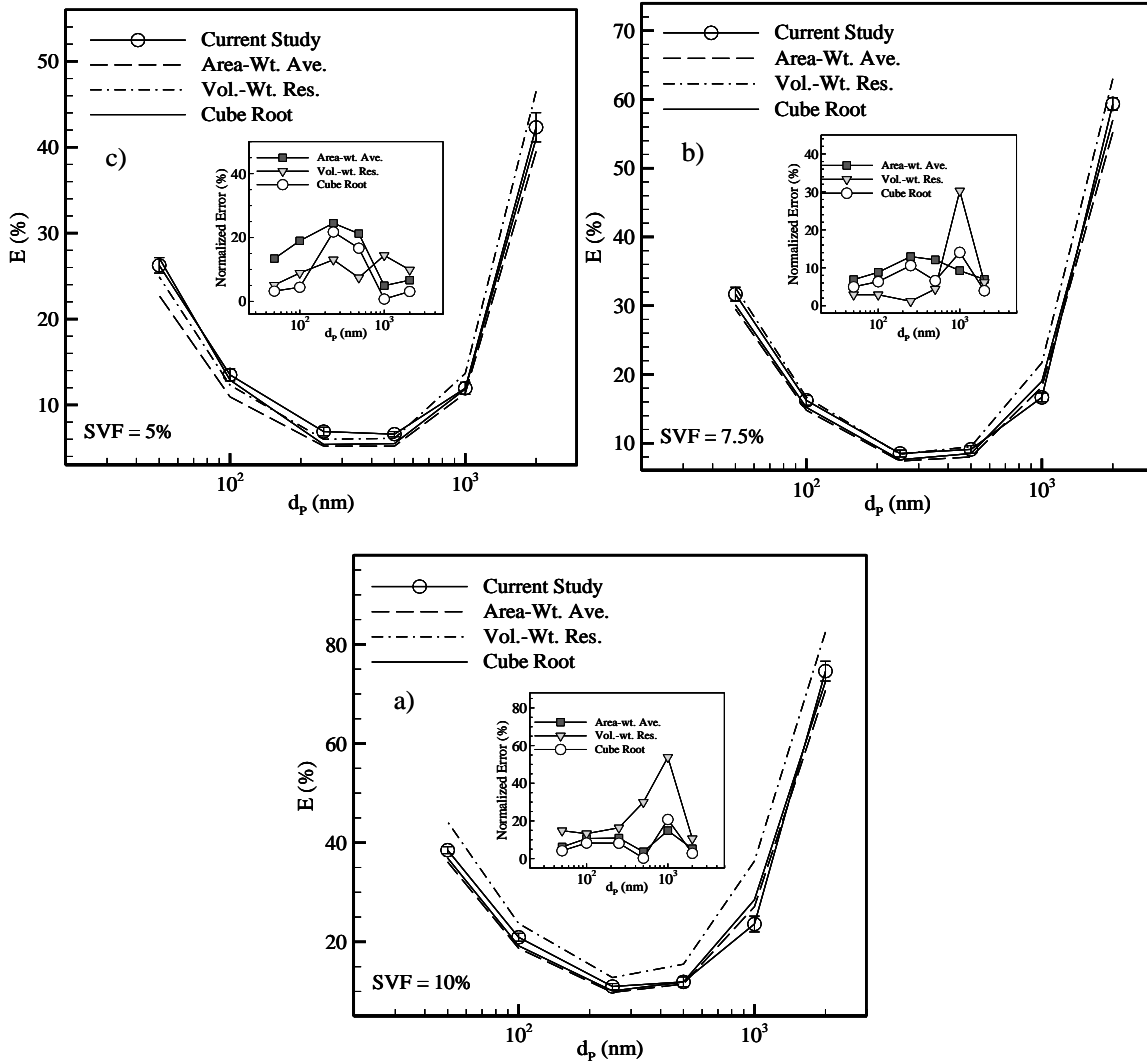 c)
Current Study
Area-Wt. Ave.
Vol.-Wt. Res.
Cube Root
E (%)
50
40
30
20
10
10²
10³
dP (nm)
SVF = 5%
Normalized Error (%)
Area-wt. Ave.
Vol.-wt. Res.
Cube Root
40
20
0
10²
10³
dP (nm)
b)
Current Study
Area-Wt. Ave.
Vol.-Wt. Res.
Cube Root
E (%)
70
60
50
40
30
20
10
10²
10³
dP (nm)
SVF = 7.5%
Normalized Error (%)
Area-wt. Ave.
Vol.-wt. Res.
Cube Root
40
30
20
10
0
10²
10³
dP (nm)
a)
Current Study
Area-Wt. Ave.
Vol.-Wt. Res.
Cube Root
E (%)
80
60
40
20
10²
10³
dP (nm)
SVF = 10%
Normalized Error (%)
Area-wt. Ave.
Vol.-wt. Res.
Cube Root
80
60
40
20
0
10²
10³
dP (nm)